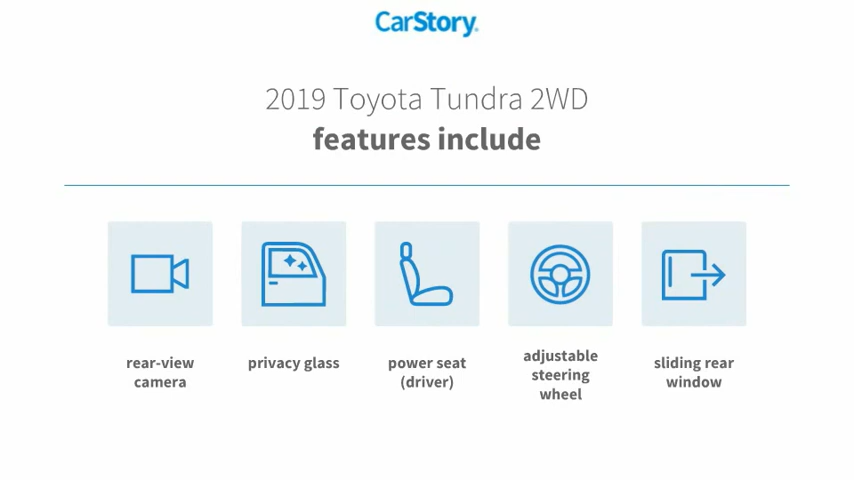 CarStory
2019 Toyota Tundra 2WD
features include
rear-view
camera
privacy glass
power seat
(driver)
adjustable
steering
wheel
sliding rear
window